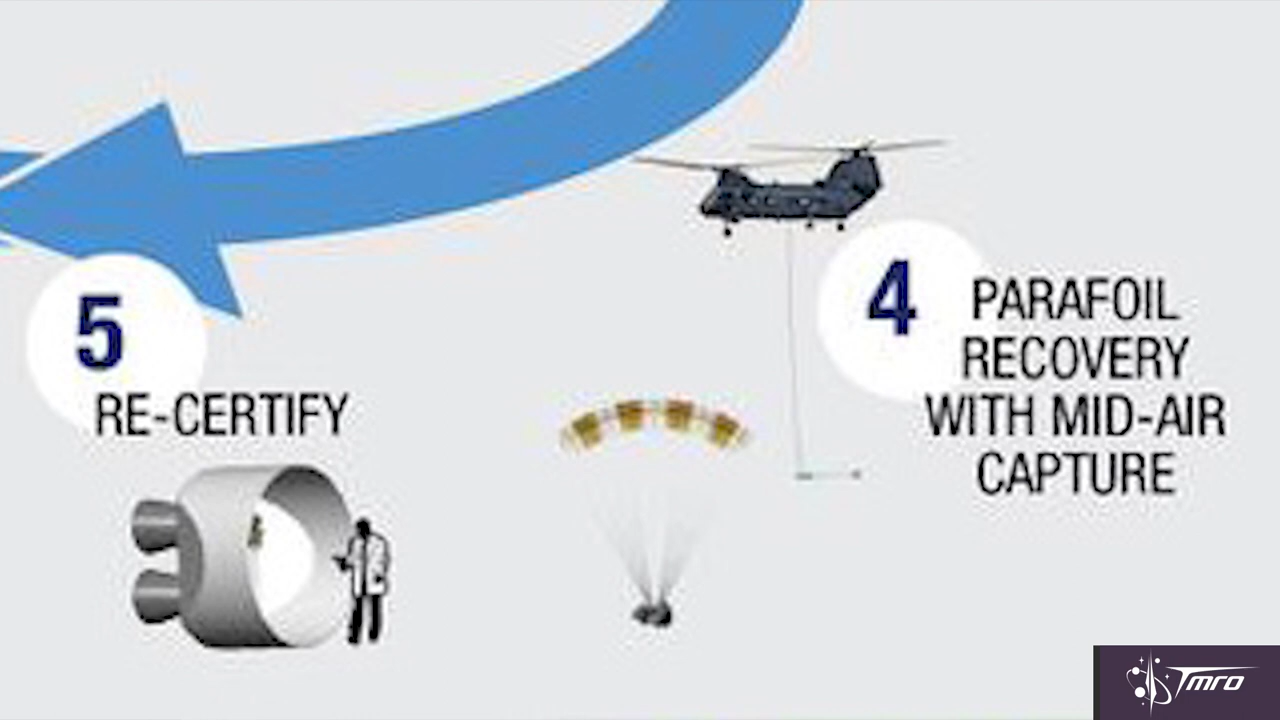 4
PARAFOIL
RECOVERY
WITH MID-AIR
CAPTURE
5
RE-CERTIFY
Tmro